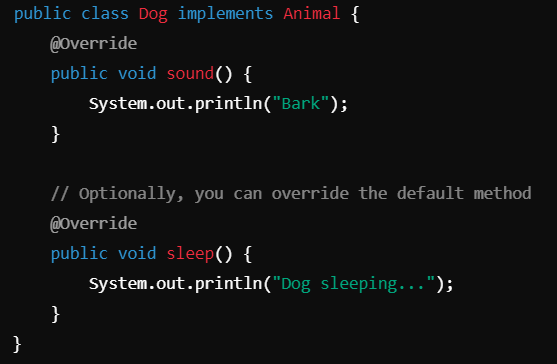 public class Dog implements Animal {
    @Override
    public void sound() {
        System.out.println("Bark");
    }

    // Optionally, you can override the default method
    @Override
    public void sleep() {
        System.out.println("Dog sleeping...");
    }
}